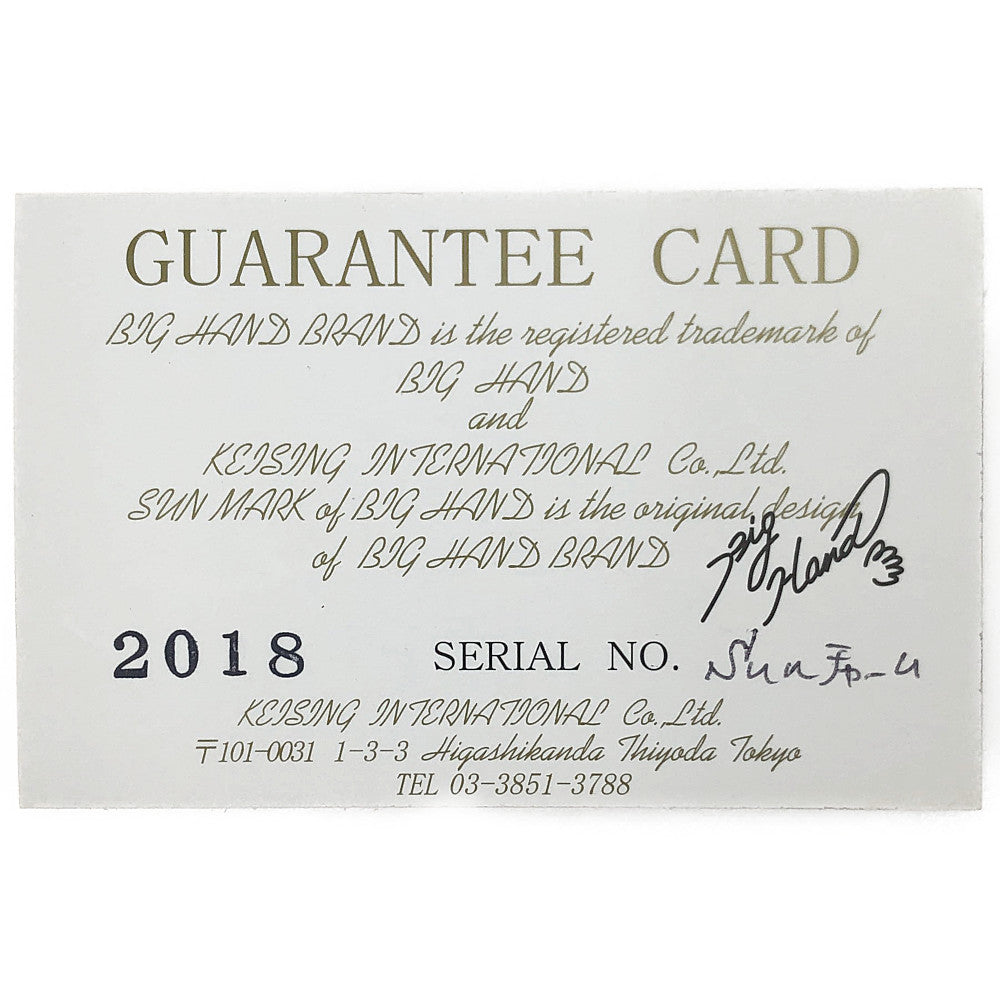 GUARANTEE CARD
BIG HAND BRAND is the registered trademark of
BIG HAND
and
KEISING INTERNATIONAL Co.,Ltd.
SUN MARK of BIG HAND is the original design
of BIG HAND BRAND
Big
Hand
2018 SERIAL NO.
KEISING INTERNATIONAL Co.,Ltd.
〒101-0031 1-3-3 Higashikanda Thiyoda Tokyo
TEL 03-3851-3788